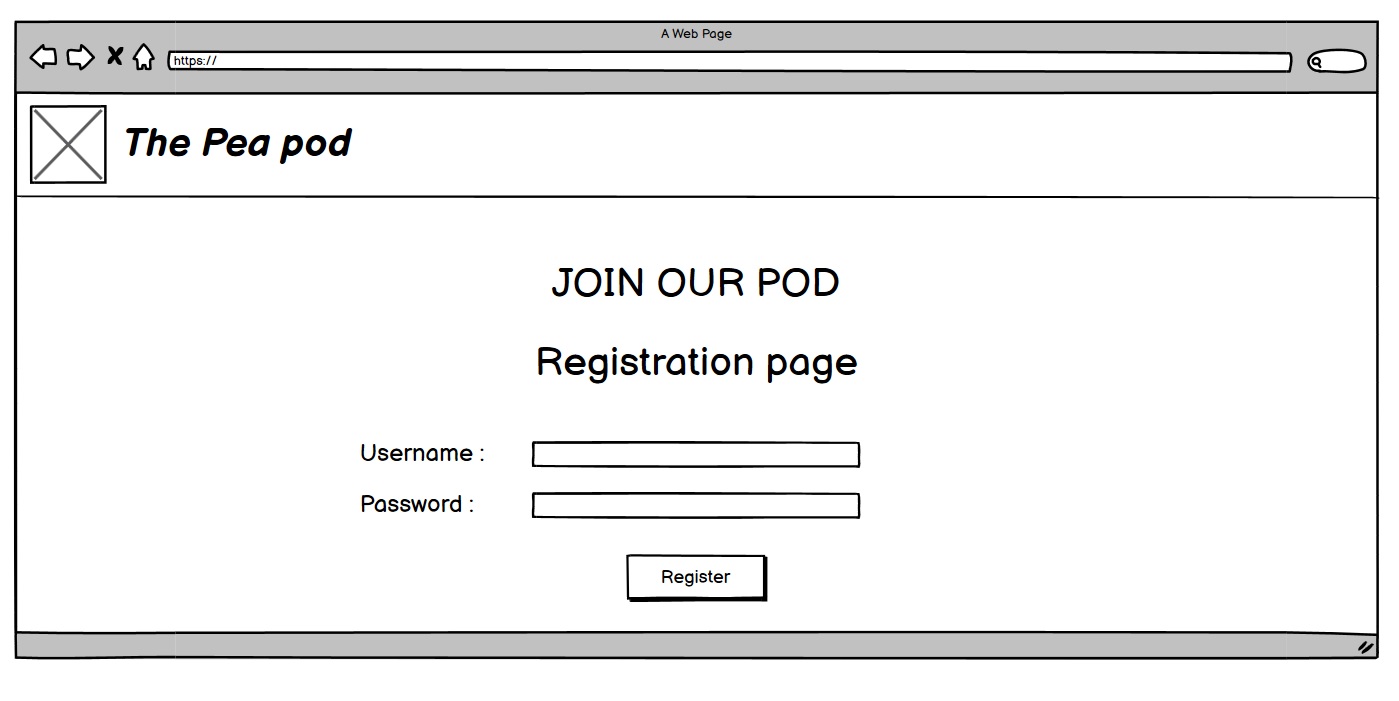 A Web Page
https://
The Pea pod
JOIN OUR POD
Registration page
Username :
Password :
Register